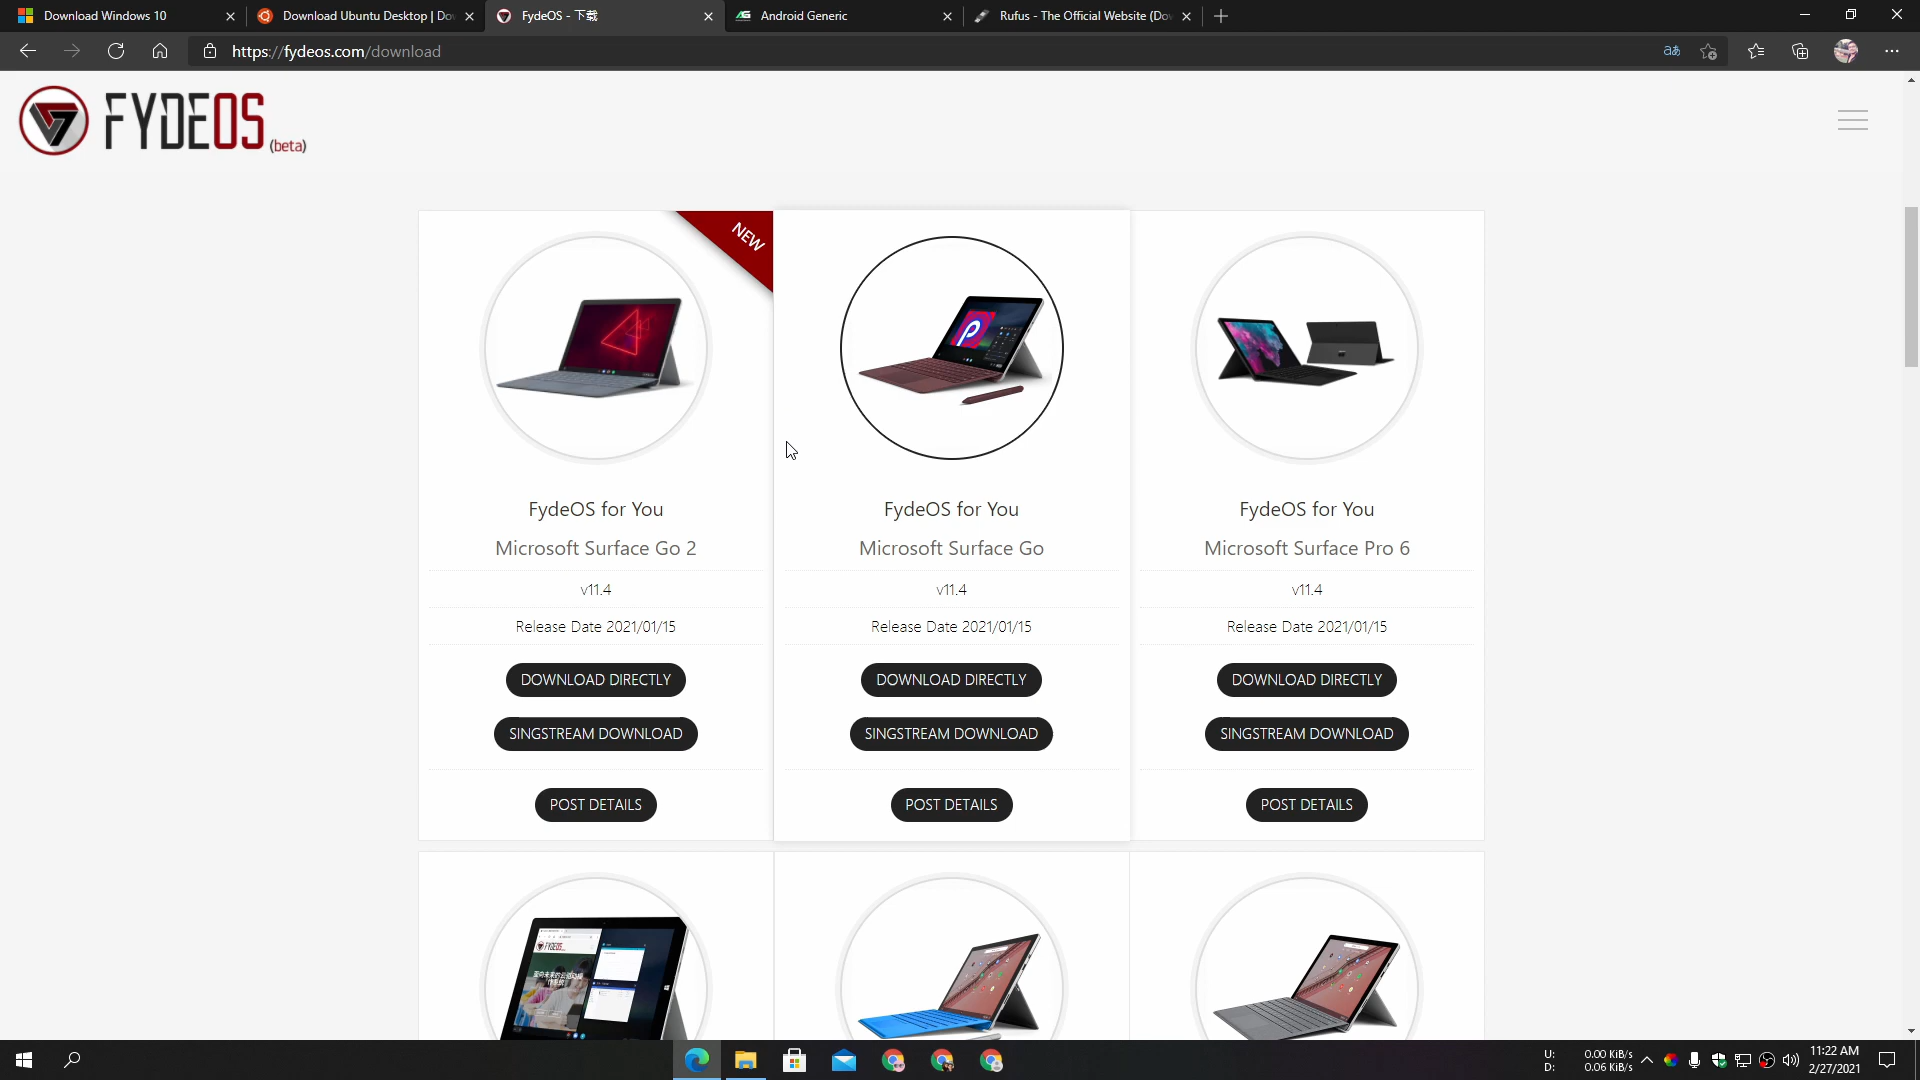 Download Windows 10
Download Ubuntu Desktop | Do
FydeOS - 下载
Android Generic
Rufus - The Official Website (Do
https://fydeos.com/download
FYDEOS (beta)
NEW
FydeOS for You
Microsoft Surface Go 2
v11.4
Release Date 2021/01/15
DOWNLOAD DIRECTLY
SINGSTREAM DOWNLOAD
POST DETAILS
FydeOS for You
Microsoft Surface Go
v11.4
Release Date 2021/01/15
DOWNLOAD DIRECTLY
SINGSTREAM DOWNLOAD
POST DETAILS
FydeOS for You
Microsoft Surface Pro 6
v11.4
Release Date 2021/01/15
DOWNLOAD DIRECTLY
SINGSTREAM DOWNLOAD
POST DETAILS
FYDEOS
U: 0.00 KiB/s
D: 0.06 KiB/s
11:22 AM
2/27/2021